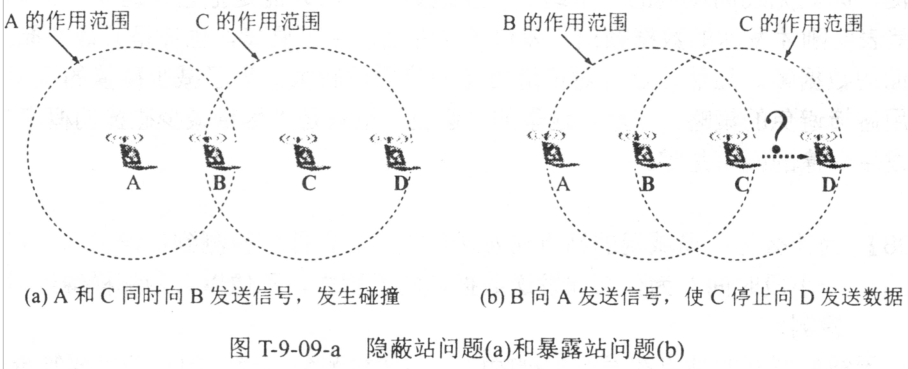 A 的作用范围 C 的作用范围 B 的作用范围 C 的作用范围
A B C D A B C ? D
(a) A 和 C 同时向 B 发送信号，发生碰撞 (b) B 向 A 发送信号，使 C 停止向 D 发送数据
图 T-9-09-a 隐蔽站问题(a)和暴露站问题(b)